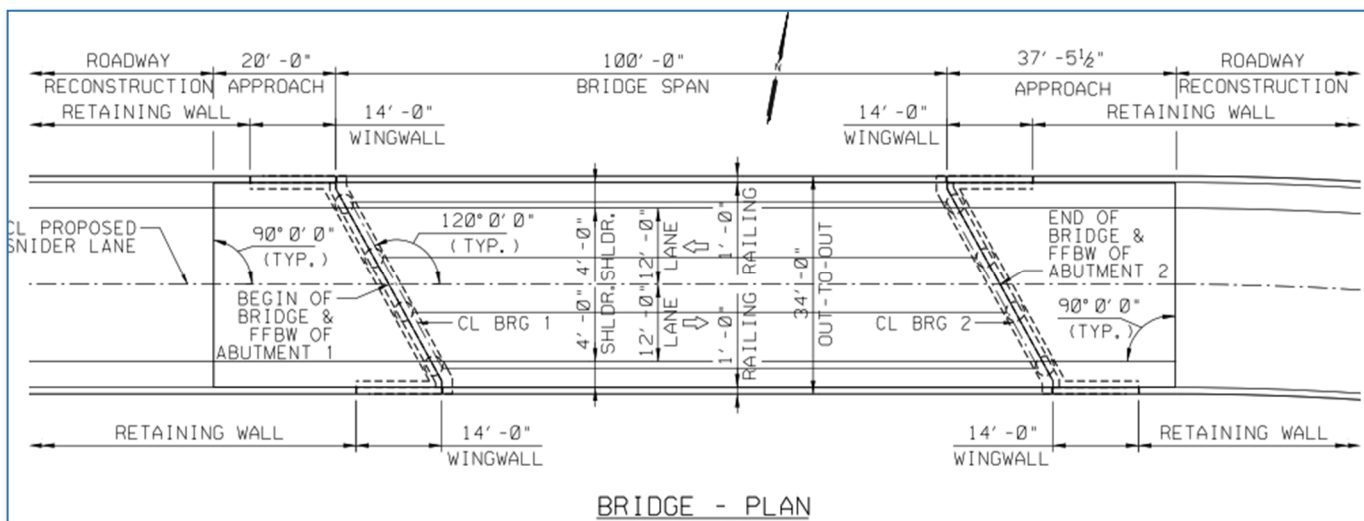 ROADWAY
RECONSTRUCTION
20'-0"
APPROACH
100'-0"
BRIDGE SPAN
N
37'-5½"
APPROACH
ROADWAY
RECONSTRUCTION
RETAINING WALL
14'-0"
WINGWALL
14'-0"
WINGWALL
RETAINING WALL
CL PROPOSED
SNIDER LANE
90° 0' 0"
(TYP.)
120° 0' 0"
(TYP.)
BEGIN OF
BRIDGE &
FFBW OF
ABUTMENT 1
CL BRG 1
4'-0"
SHLDR.
4'-0"
SHLDR.
12'-0"
LANE
12'-0"
LANE
1'-0"
RAILING
1'-0"
RAILING
34'-0"
OUT-TO-OUT
CL BRG 2
END OF
BRIDGE &
FFBW OF
ABUTMENT 2
90° 0' 0"
(TYP.)
RETAINING WALL
14'-0"
WINGWALL
14'-0"
WINGWALL
RETAINING WALL
BRIDGE - PLAN